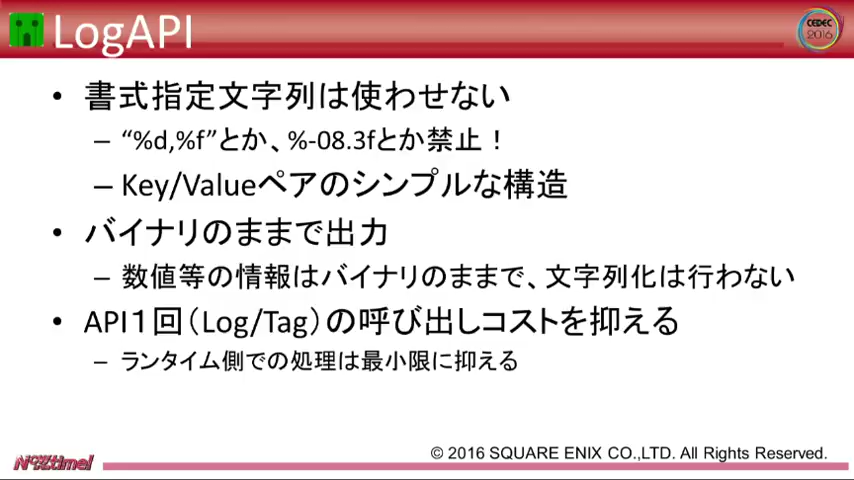 LogAPI
CEDEC
2016
• 書式指定文字列は使わせない
– “%d,%f”とか、%-08.3fとか禁止！
– Key/Valueペアのシンプルな構造
• バイナリのままで出力
– 数値等の情報はバイナリのままで、文字列化は行わない
• API１回（Log/Tag）の呼び出しコストを抑える
– ランタイム側での処理は最小限に抑える
© 2016 SQUARE ENIX CO.,LTD. All Rights Reserved.